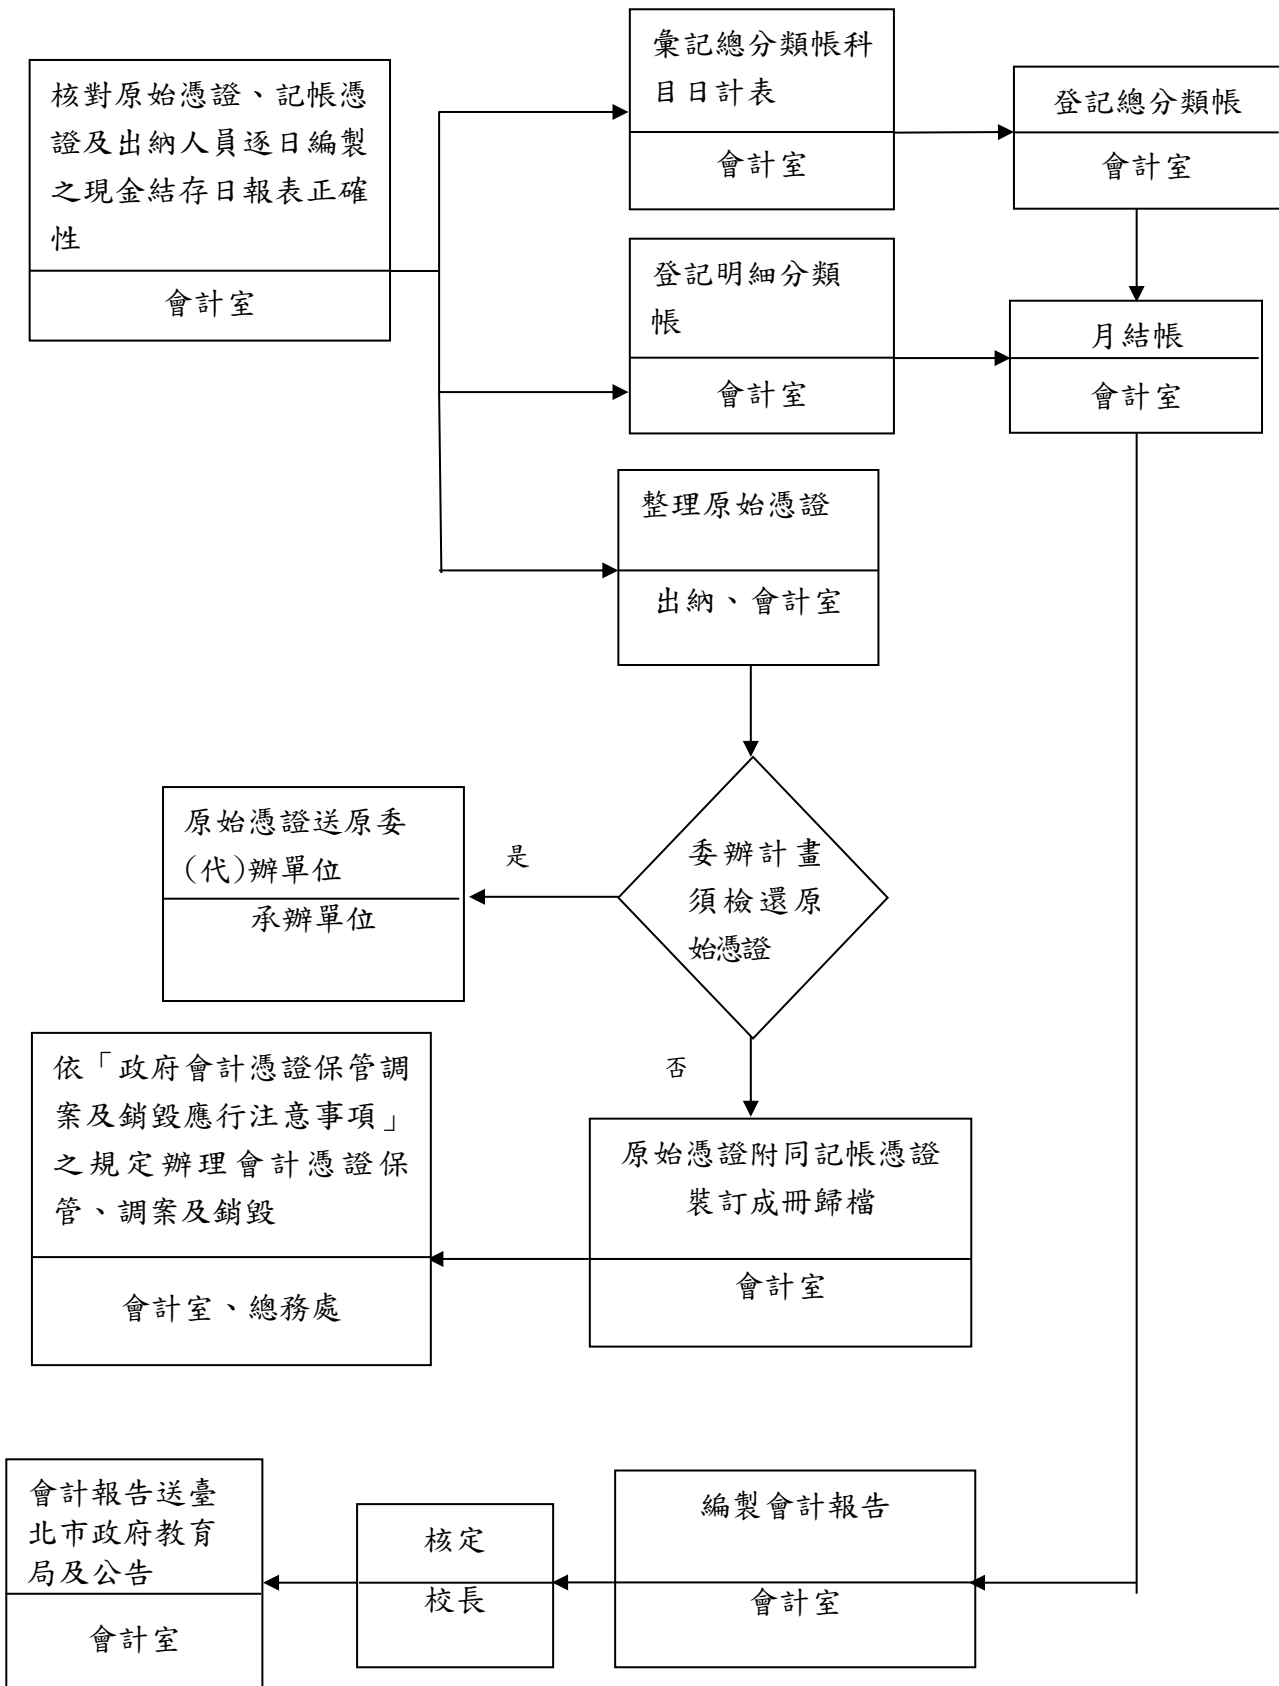 核對原始憑證、記帳憑
證及出納人員逐日編製
之現金結存日報表正確
性
會計室
彙記總分類帳科
目日計表
會計室
登記總分類帳
會計室
登記明細分類
帳
會計室
月結帳
會計室
整理原始憑證
出納、會計室
委辦計畫
須檢還原
始憑證
是
原始憑證送原委
(代)辦單位
承辦單位
否
原始憑證附同記帳憑證
裝訂成冊歸檔
會計室
依「政府會計憑證保管調
案及銷毀應行注意事項」
之規定辦理會計憑證保
管、調案及銷毀
會計室、總務處
編製會計報告
會計室
核定
校長
會計報告送臺
北市政府教育
局及公告
會計室